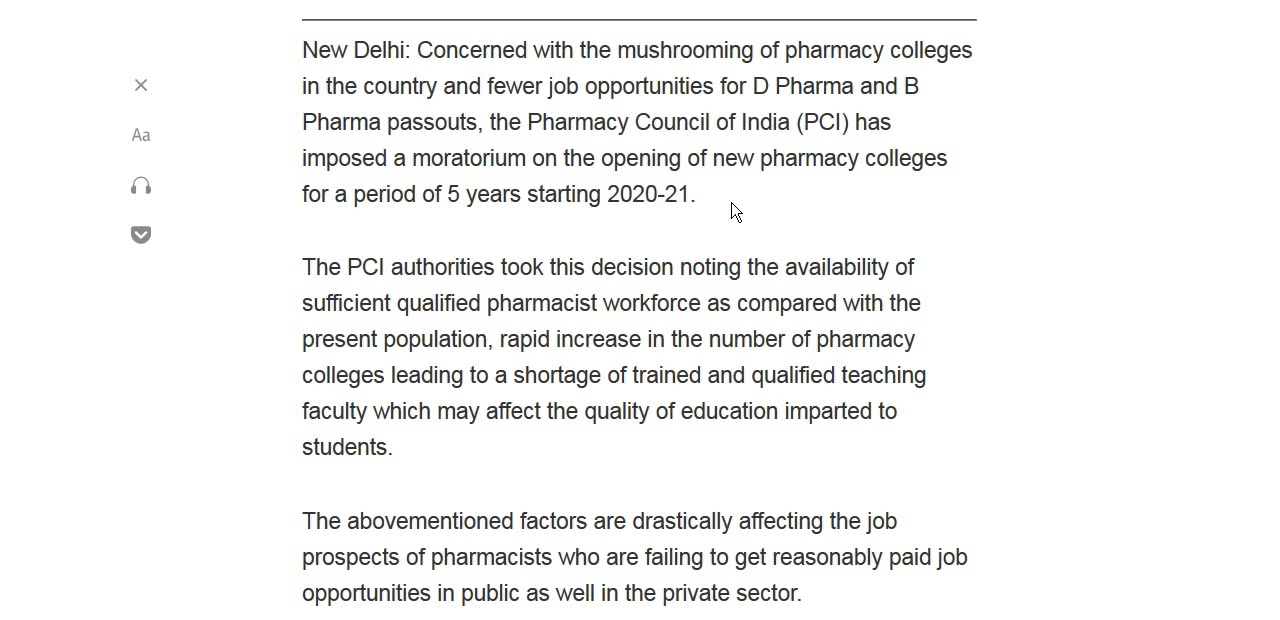 New Delhi: Concerned with the mushrooming of pharmacy colleges
in the country and fewer job opportunities for D Pharma and B
Pharma passouts, the Pharmacy Council of India (PCI) has
imposed a moratorium on the opening of new pharmacy colleges
for a period of 5 years starting 2020-21.
Aa
The PCI authorities took this decision noting the availability of
sufficient qualified pharmacist workforce as compared with the
present population, rapid increase in the number of pharmacy
colleges leading to a shortage of trained and qualified teaching
faculty which may affect the quality of education imparted to
students.
The abovementioned factors are drastically affecting the job
prospects of pharmacists who are failing to get reasonably paid job
opportunities in public as well in the private sector.